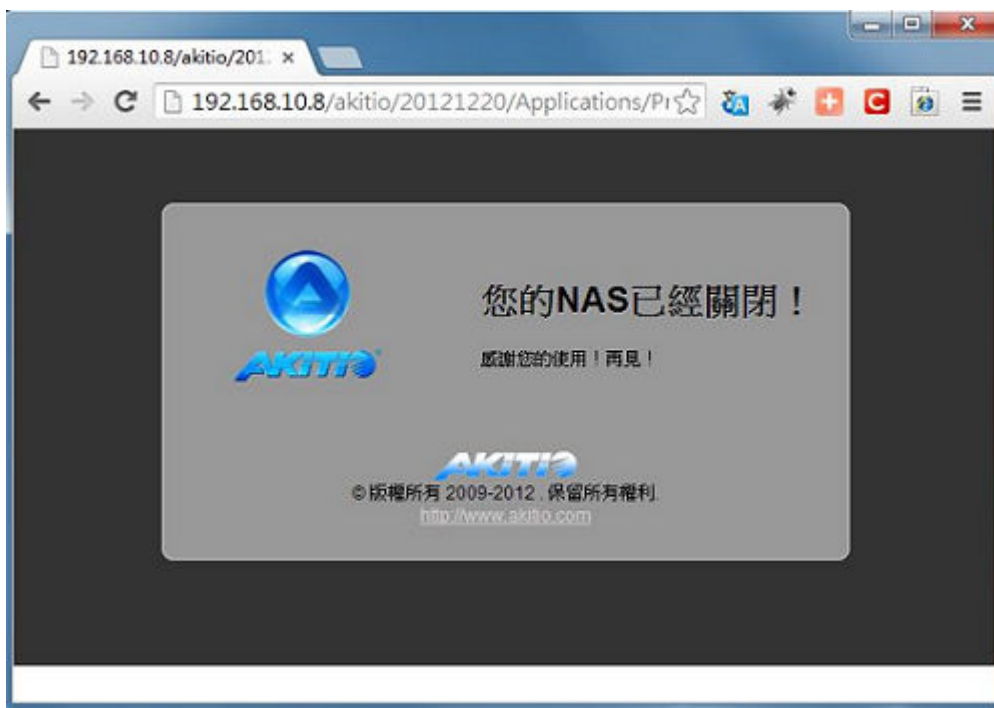 192.168.10.8/akitio/201
192.168.10.8/akitio/20121220/Applications/Pr
您的NAS已經關閉！
AKITIO
感謝您的使用！再見！
AKITIO
©版權所有 2009-2012 . 保留所有權利.
http://www.akitio.com